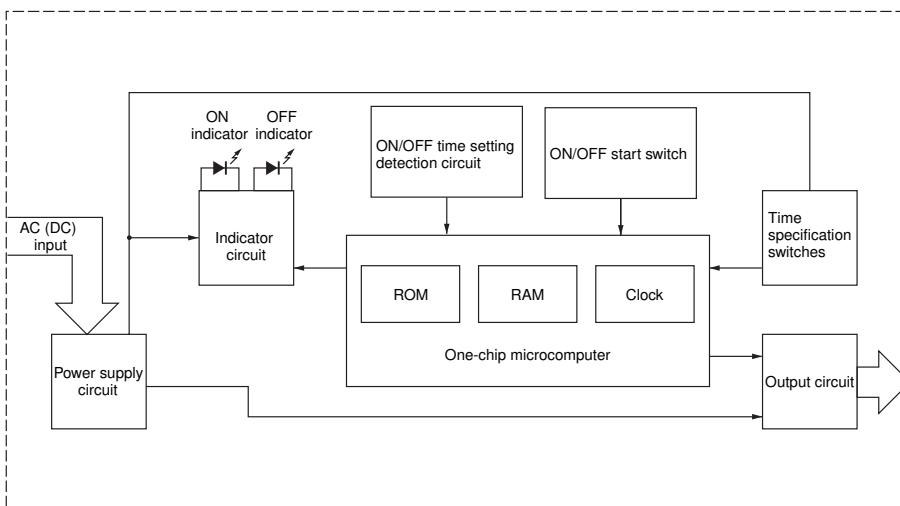 ON
indicator
OFF
indicator
ON/OFF time setting
detection circuit
ON/OFF start switch
AC (DC)
input
Indicator
circuit
Time
specification
switches
ROM
RAM
Clock
One-chip microcomputer
Power supply
circuit
Output circuit